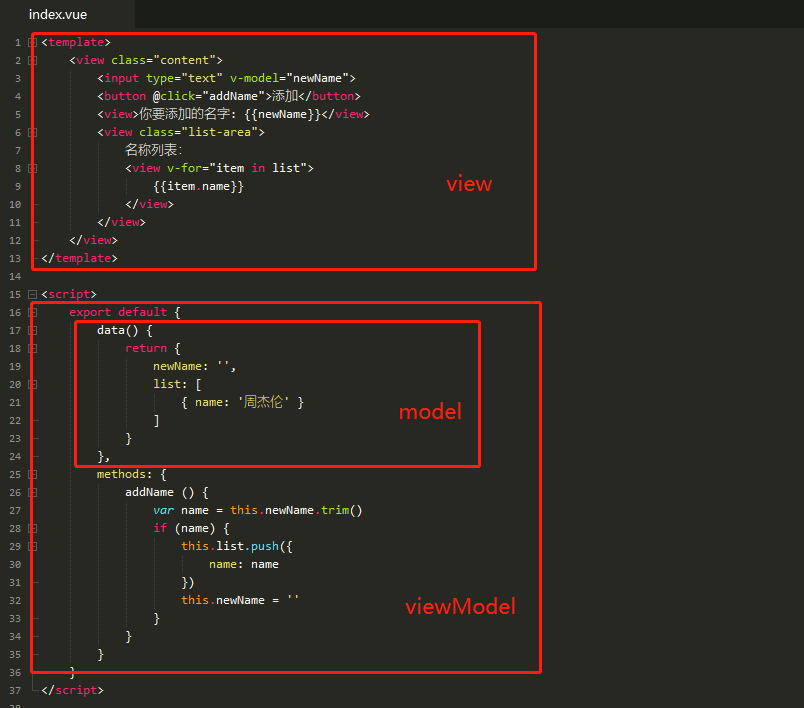 index.vue
1 <template>
2 <view class="content">
3 <input type="text" v-model="newName">
4 <button @click="addName">添加</button>
5 <view>你要添加的名字: {{newName}}</view>
6 <view class="list-area">
7 名称列表:
8 <view v-for="item in list">
9 {{item.name}}
view
10 </view>
11 </view>
12 </view>
13 </template>
14
15 <script>
16 export default {
17 data() {
18 return {
19 newName: '',
20 list: [
21 { name: '周杰伦' }
model
22 ]
23 }
24 },
25 methods: {
26 addName () {
27 var name = this.newName.trim()
28 if (name) {
29 this.list.push({
30 name: name
31 })
32 this.newName = ''
viewModel
33 }
34 }
35 }
36 }
37 </script>